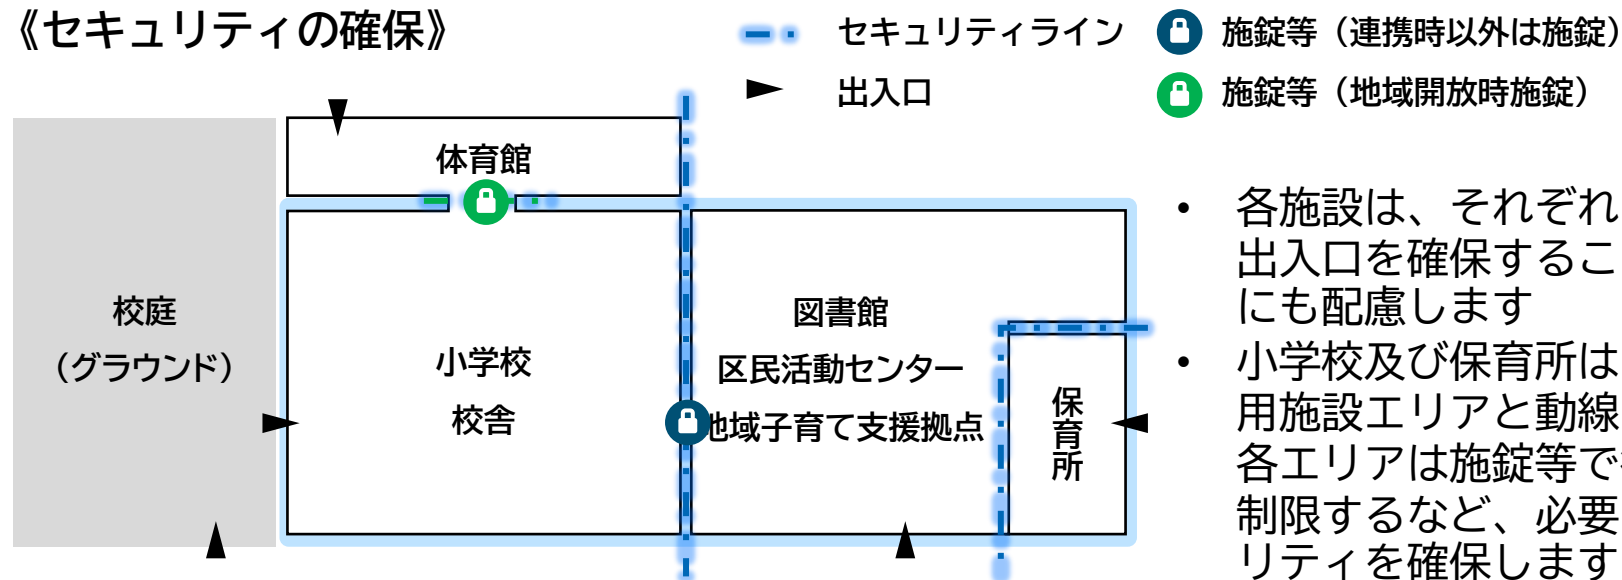 《セキュリティの確保》
セキュリティライン
施錠等（連携時以外は施錠）
出入口
施錠等（地域開放時施錠）
体育館
校庭
（グラウンド）
小学校
校舎
図書館
区民活動センター
地域子育て支援拠点
保育所
• 各施設は、それぞれ
出入口を確保するこ
にも配慮します
• 小学校及び保育所は
用施設エリアと動線
各エリアは施錠等で
制限するなど、必要
リティを確保します